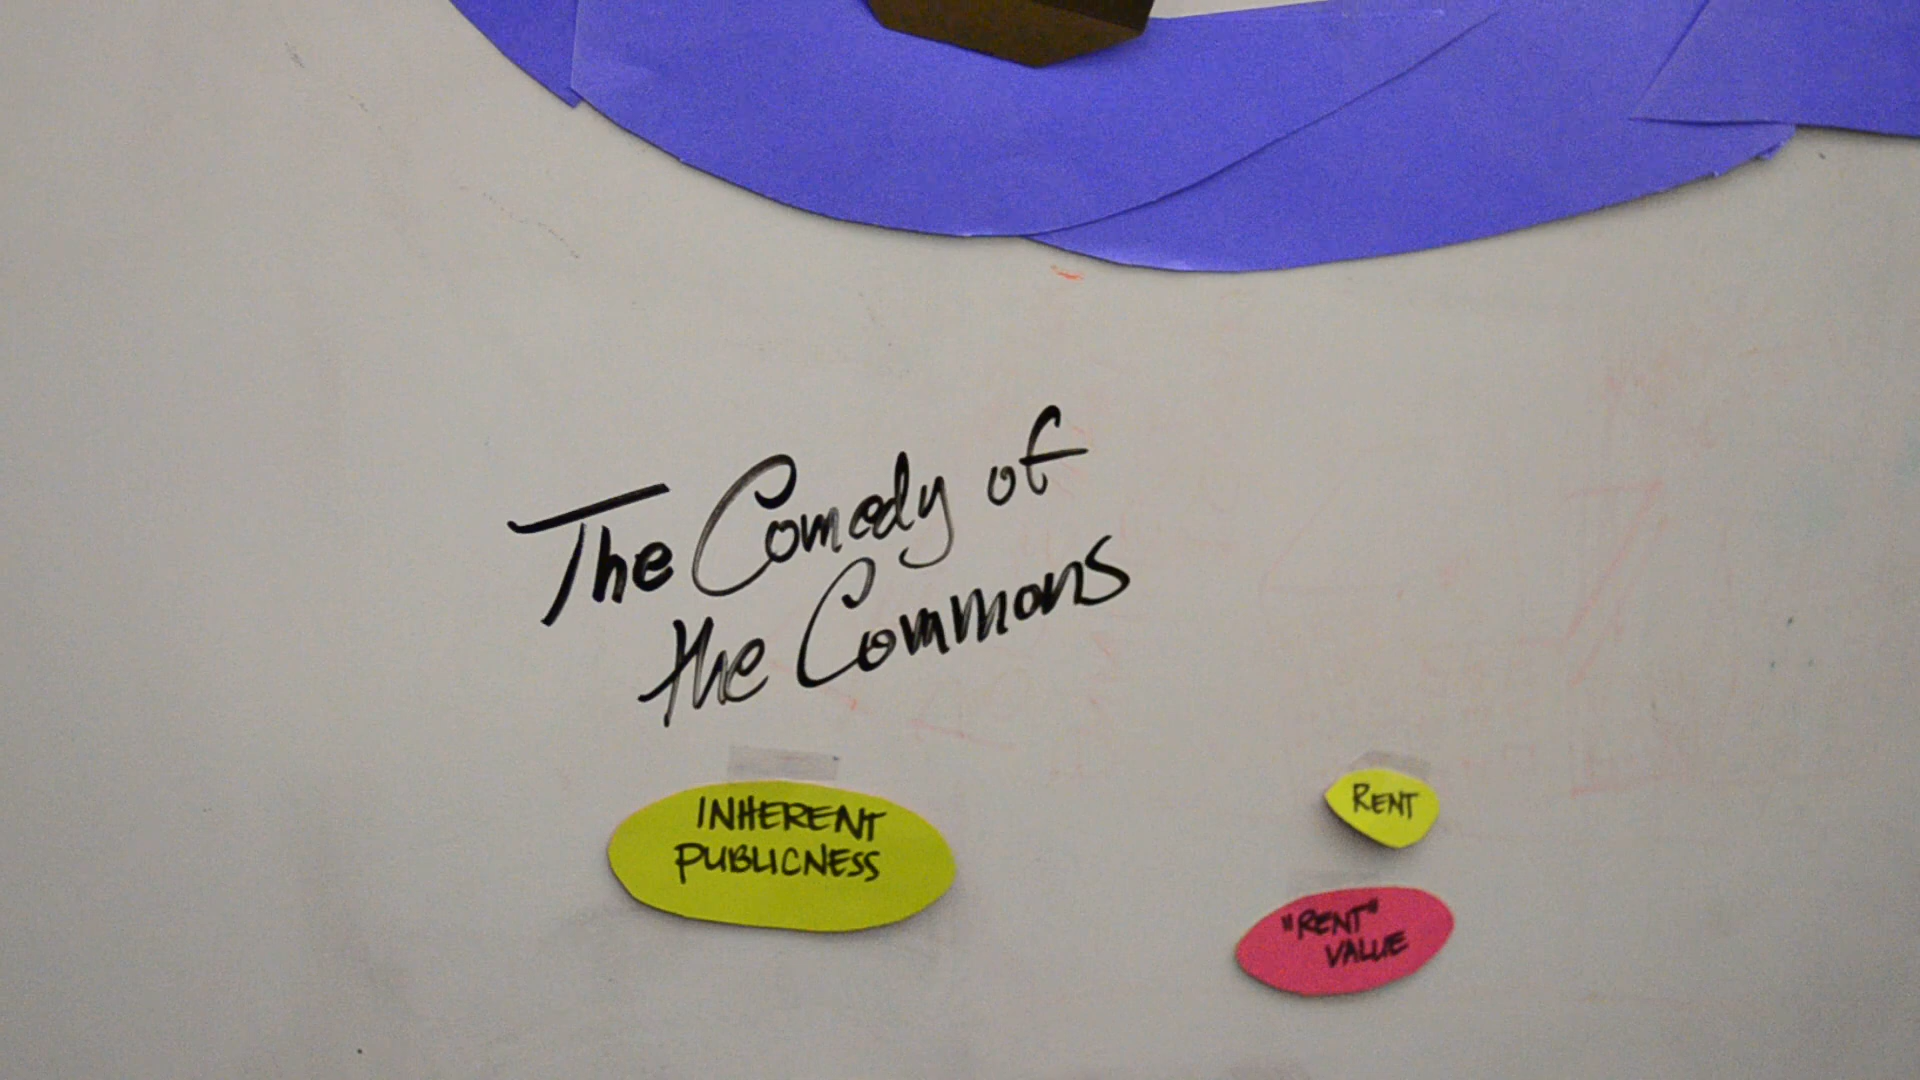 The Comedy of
the Commons
INHERENT
PUBLICNESS
RENT
"RENT"
VALUE